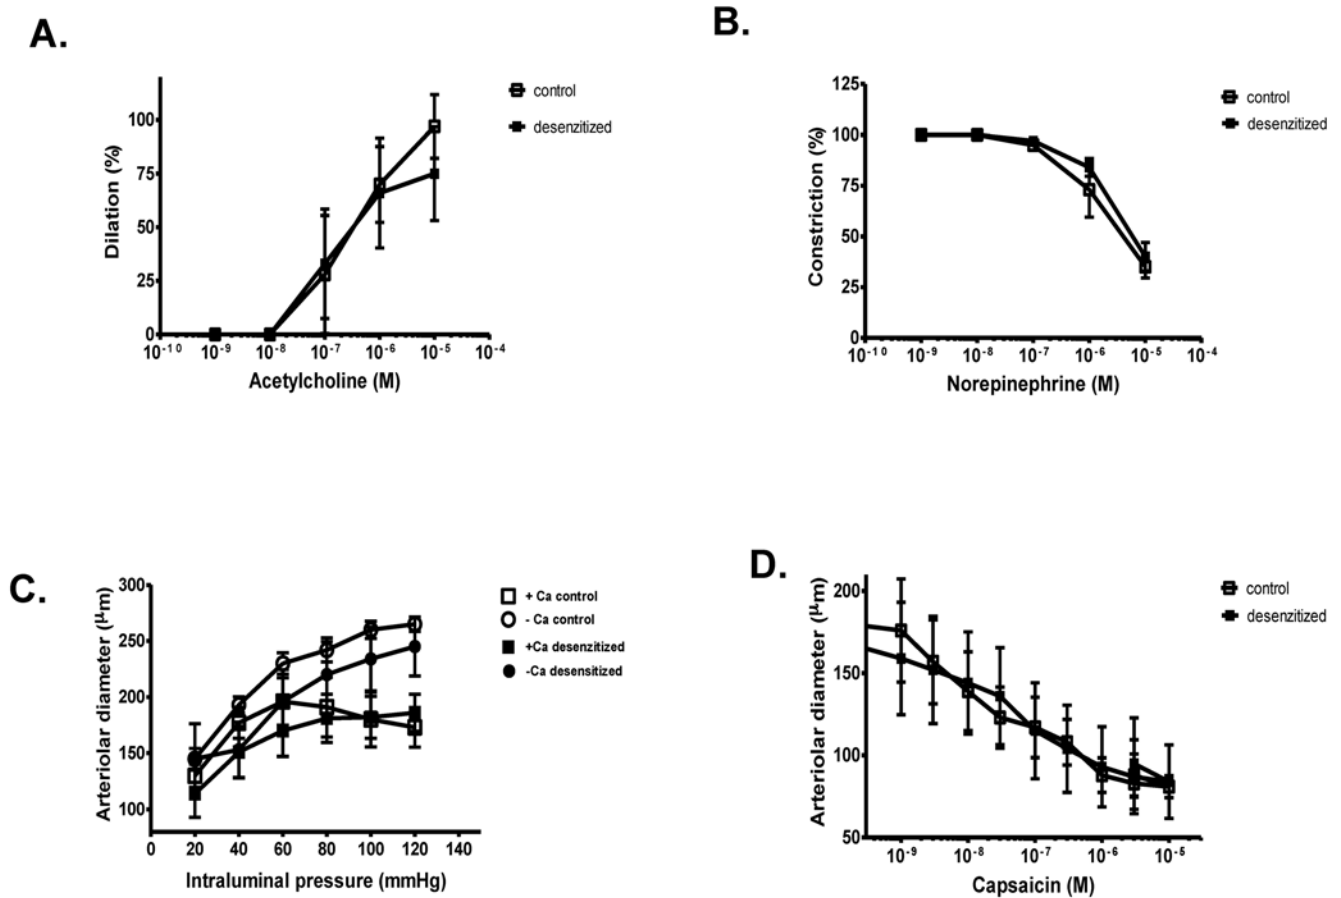 A.
Dilation (%)
100
75
50
25
0
10-10 10-9 10-8 10-7 10-6 10-5 10-4
Acetylcholine (M)
control
desenzitized
B.
Constriction (%)
125
100
75
50
25
0
10-10 10-9 10-8 10-7 10-6 10-5 10-4
Norepinephrine (M)
control
desenzitized
C.
Arteriolar diameter (μm)
300
250
200
150
100
0 20 40 60 80 100 120 140
Intraluminal pressure (mmHg)
+ Ca control
- Ca control
+Ca desenzitized
-Ca desensitized
D.
Arteriolar diameter (μm)
200
150
100
50
10-9 10-8 10-7 10-6 10-5
Capsaicin (M)
control
desenzitized